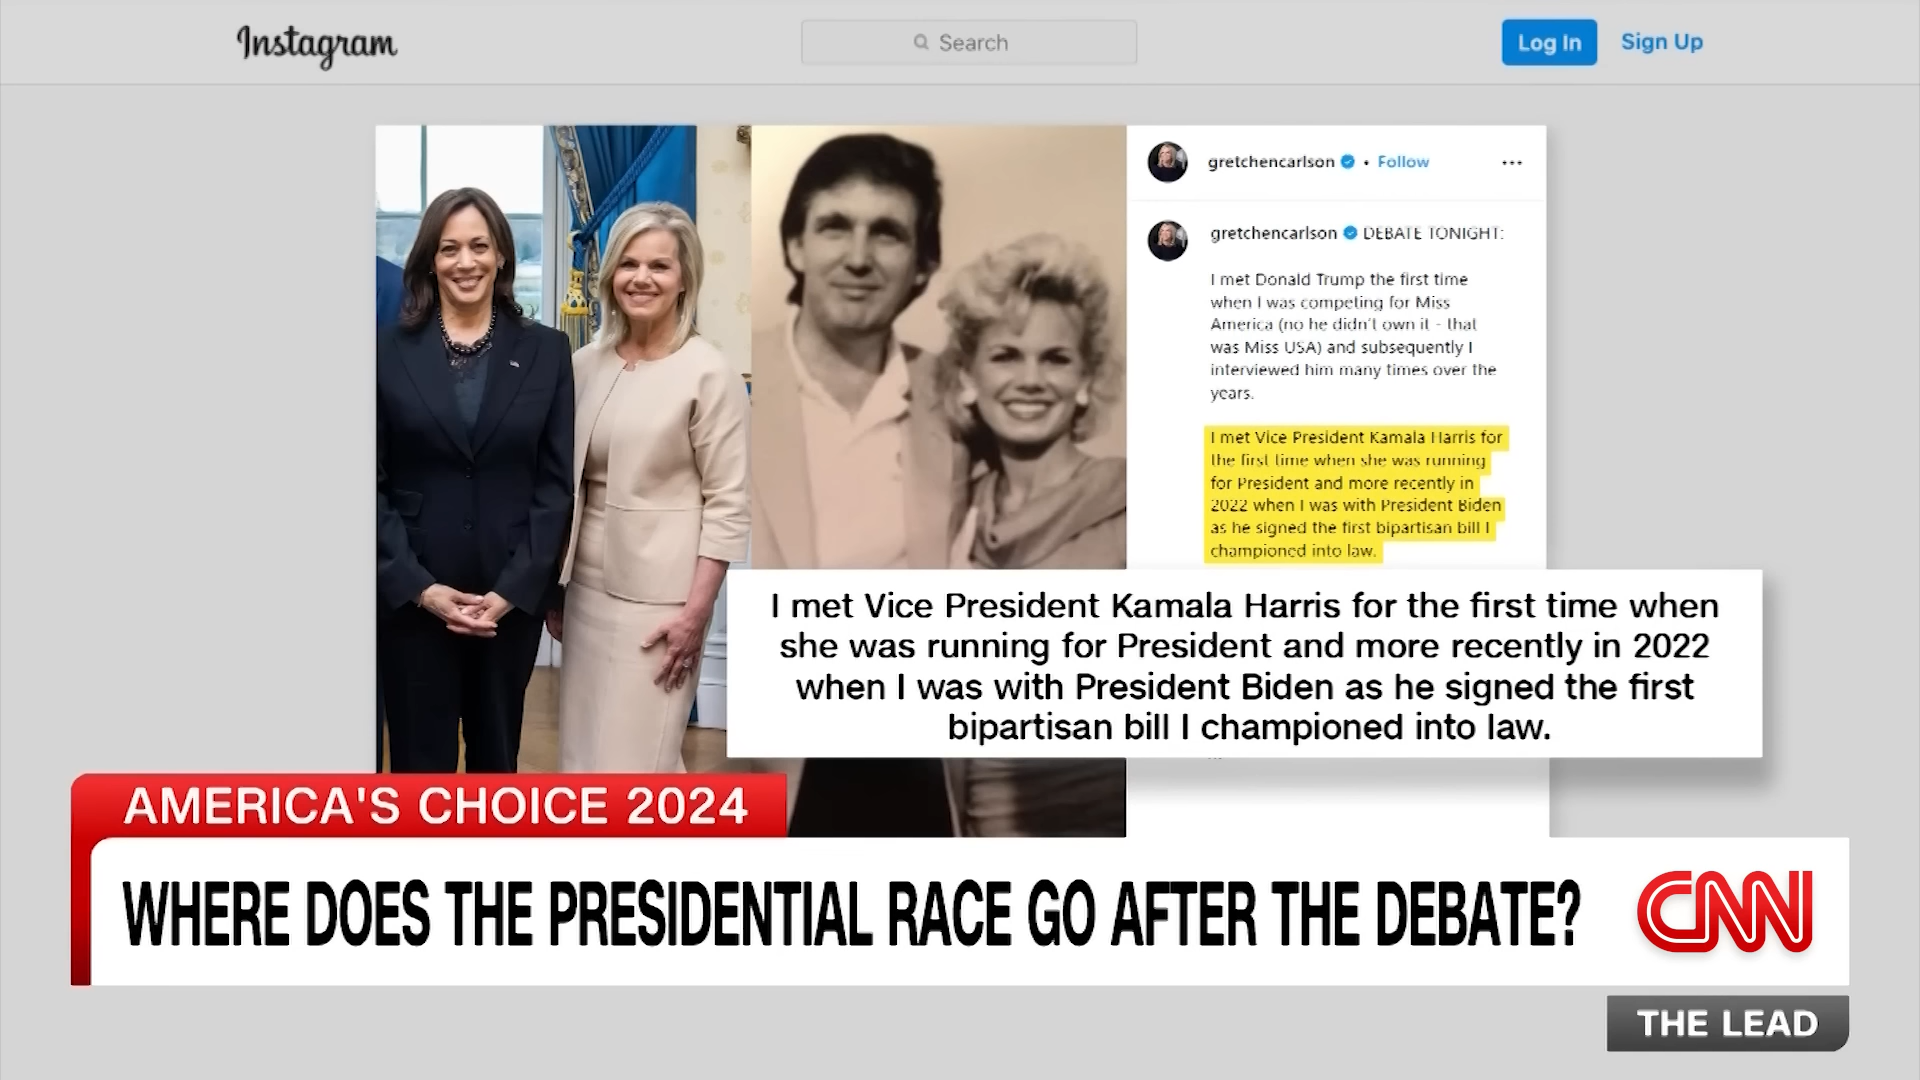 Instagram
Search
Log In
Sign Up
gretchencarlson • Follow
...
gretchencarlson DEBATE TONIGHT:
I met Donald Trump the first time
when I was competing for Miss
America (no he didn't own it - that
was Miss USA) and subsequently I
interviewed him many times over the
years.
I met Vice President Kamala Harris for
the first time when she was running
for President and more recently in
2022 when I was with President Biden
as he signed the first bipartisan bill I
championed into law.
I met Vice President Kamala Harris for the first time when
she was running for President and more recently in 2022
when I was with President Biden as he signed the first
bipartisan bill I championed into law.
AMERICA'S CHOICE 2024
WHERE DOES THE PRESIDENTIAL RACE GO AFTER THE DEBATE?
CNN
THE LEAD